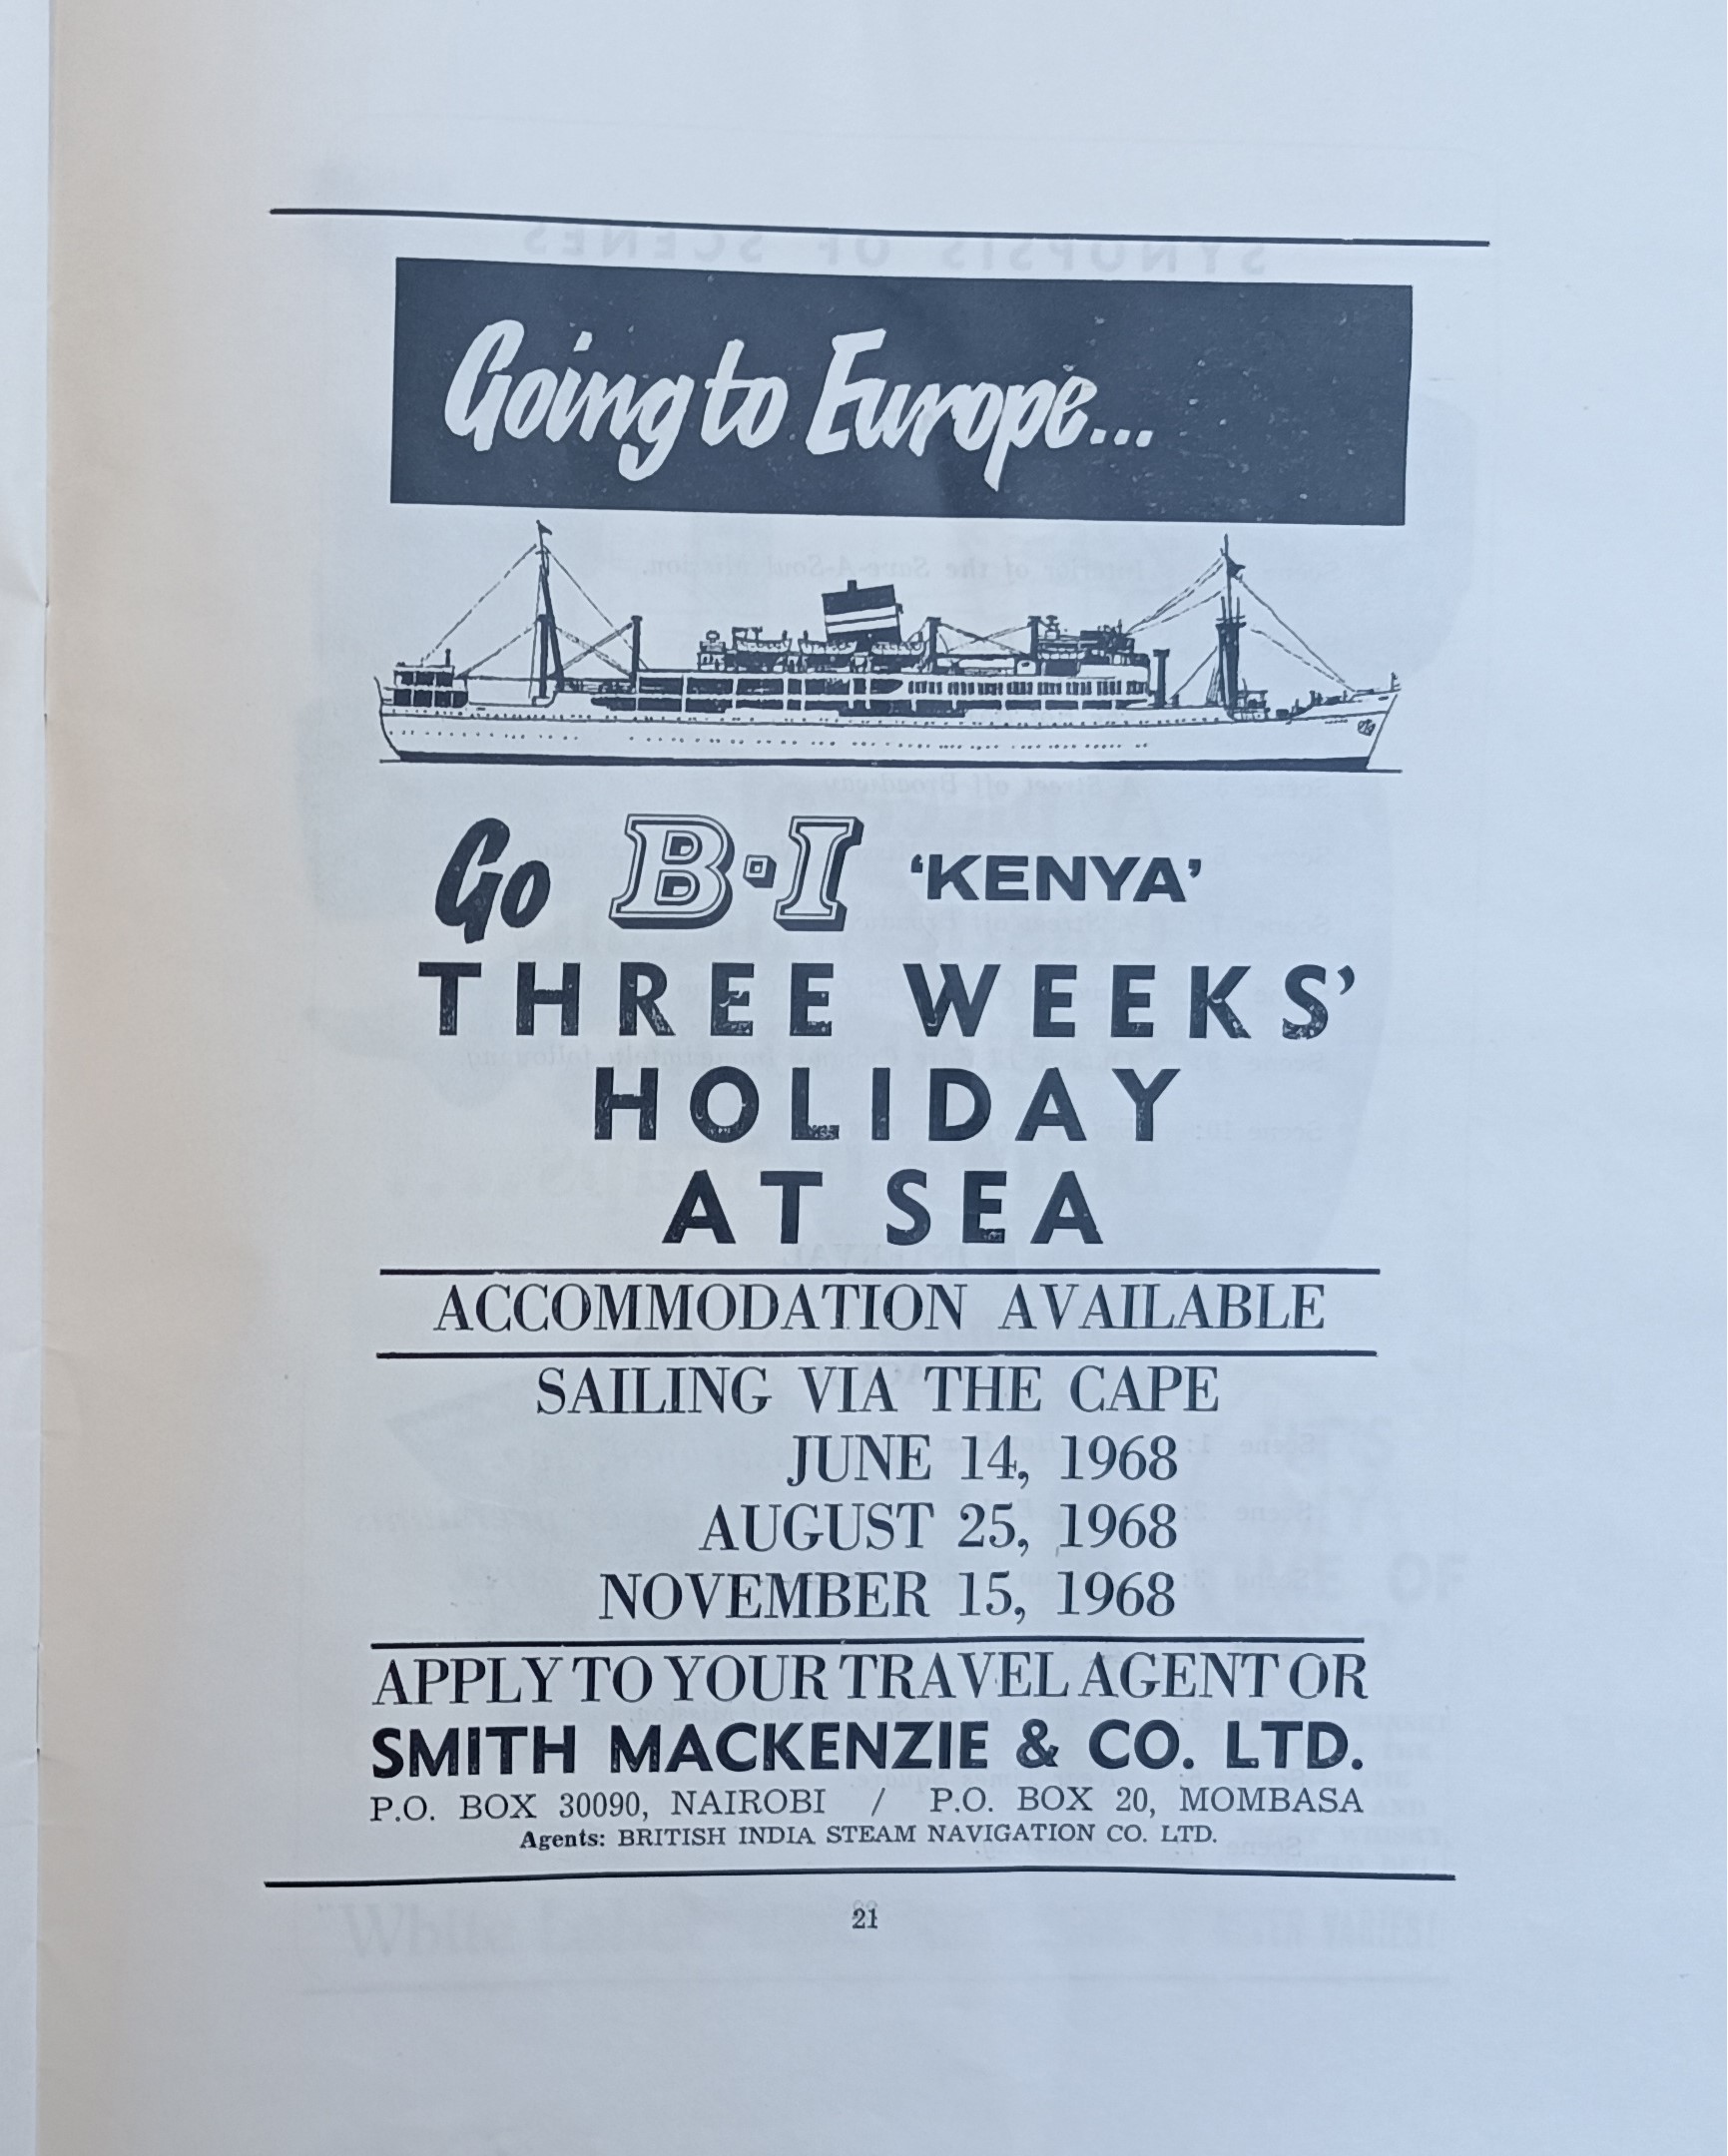 Going to Europe...
Go B·I ‘KENYA’
THREE WEEKS’
HOLIDAY
AT SEA
ACCOMMODATION AVAILABLE
SAILING VIA THE CAPE
JUNE 14, 1968
AUGUST 25, 1968
NOVEMBER 15, 1968
APPLY TO YOUR TRAVEL AGENT OR
SMITH MACKENZIE & CO. LTD.
P.O. BOX 30090, NAIROBI / P.O. BOX 20, MOMBASA
Agents: BRITISH INDIA STEAM NAVIGATION CO. LTD.
21